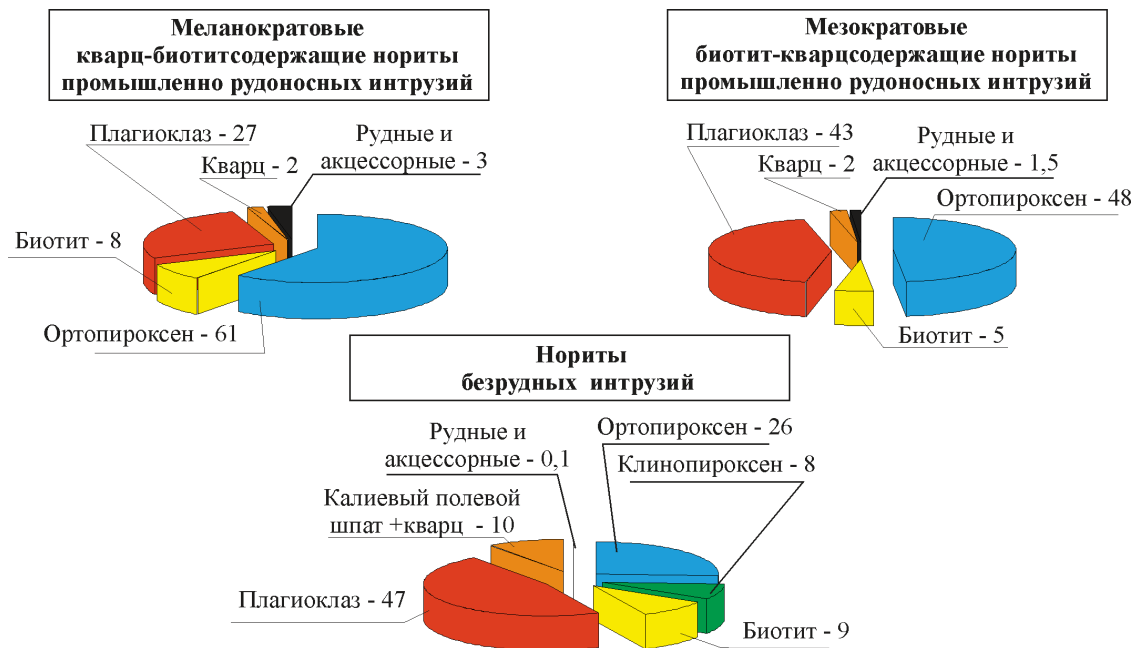 Меланократовые
кварц-биотитсодержащие нориты
промышленно рудоносных интрузий
Плагиоклаз - 27
Рудные и
акцессорные - 3
Кварц - 2
Биотит - 8
Ортопироксен - 61
Мезократовые
биотит-кварцсодержащие нориты
промышленно рудоносных интрузий
Плагиоклаз - 43
Рудные и
акцессорные - 1,5
Кварц - 2
Ортопироксен - 48
Биотит - 5
Нориты
безрудных интрузий
Рудные и
акцессорные - 0,1
Ортопироксен - 26
Клинопироксен - 8
Калиевый полевой
шпат +кварц - 10
Плагиоклаз - 47
Биотит - 9